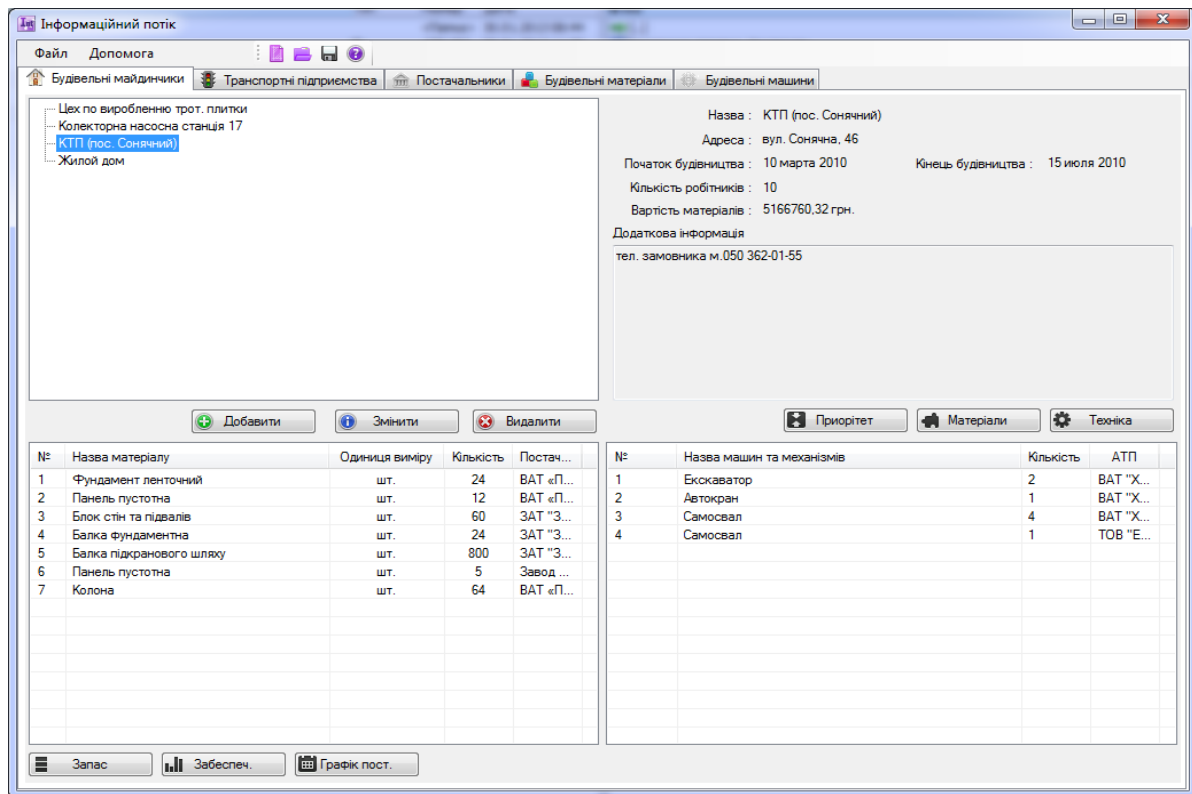 Інформаційний потік
Файл Допомога
Будівельні майдинчики Транспортні підприємства Постачальники Будівельні матеріали Будівельні машини
Цех по виробленню трот. плитки
Колекторна насосна станція 17
КТП (пос. Сонячний)
Жилой дом
Назва : КТП (пос. Сонячний)
Адреса : вул. Сонячна, 46
Початок будівництва : 10 марта 2010 Кінець будівництва : 15 июля 2010
Кількість робітників : 10
Вартість матеріалів : 5166760,32 грн.
Додаткова інформація
тел. замовника м.050 362-01-55
Добавити Змінити Видалити Приорітет Матеріали Техніка
№ Назва матеріалу Одиниця виміру Кількість Постач...
1 Фундамент ленточний шт. 24 ВАТ «П...
2 Панель пустотна шт. 12 ВАТ «П...
3 Блок стін та підвалів шт. 60 ЗАТ "З...
4 Балка фундаментна шт. 24 ЗАТ "З...
5 Балка підкранового шляху шт. 800 ЗАТ "З...
6 Панель пустотна шт. 5 Завод ...
7 Колона шт. 64 ВАТ «П...
№ Назва машин та механізмів Кількість АТП
1 Екскаватор 2 ВАТ "Х...
2 Автокран 1 ВАТ "Х...
3 Самосвал 4 ВАТ "Х...
4 Самосвал 1 ТОВ "Е...
Запас Забеспеч. Графік пост.